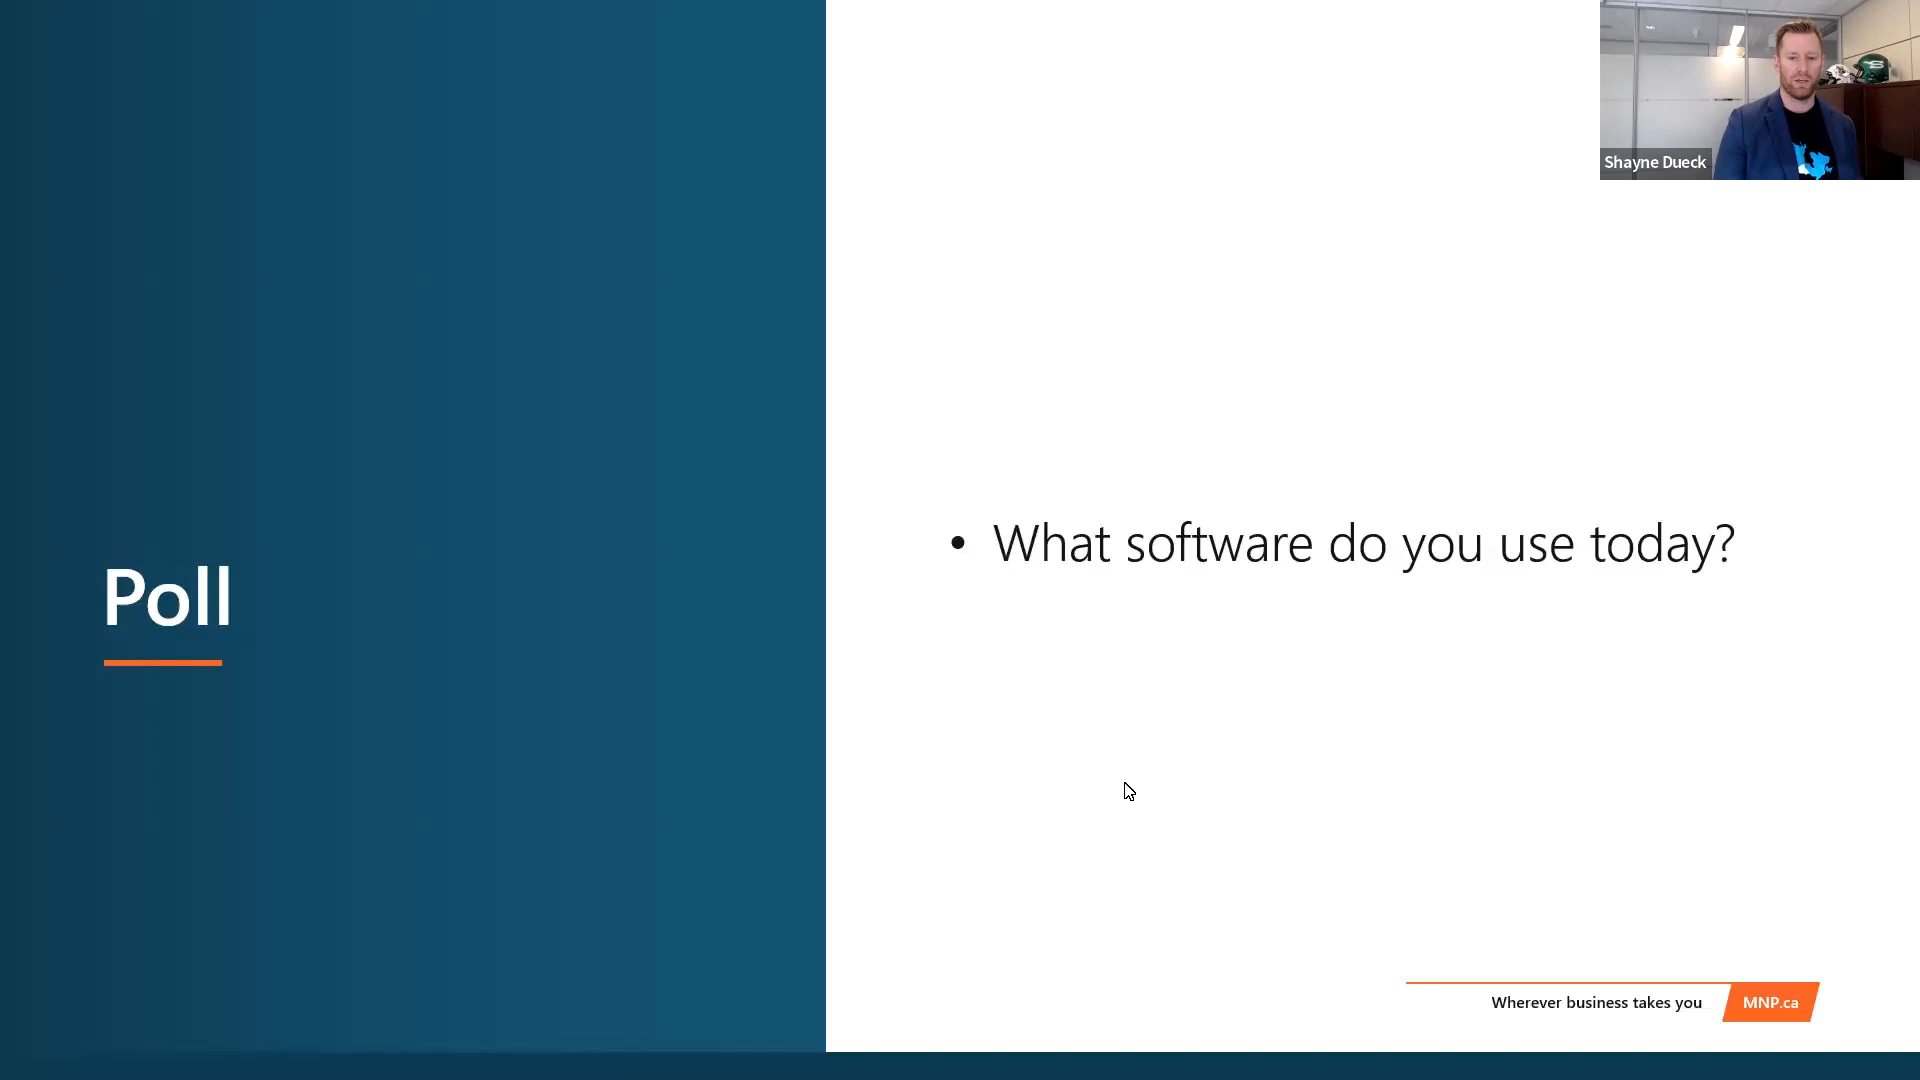 Shayne Dueck
Poll
• What software do you use today?
Wherever business takes you
MNP.ca